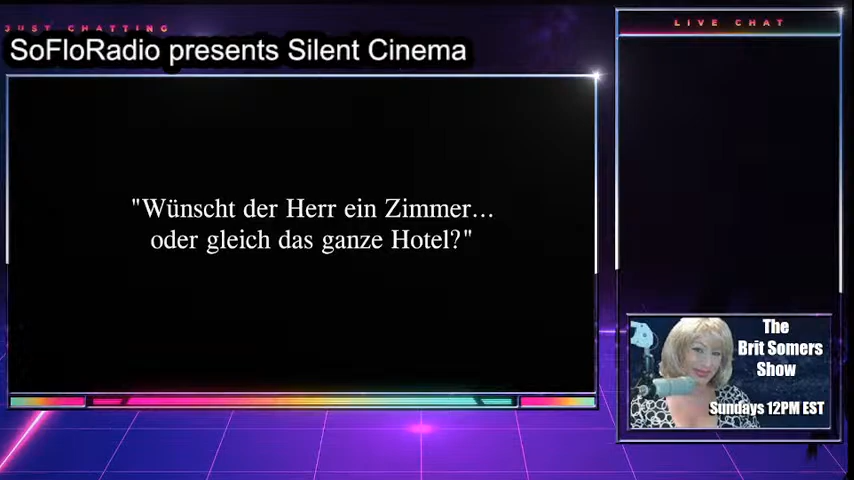 JUST CHATTING
SoFloRadio presents Silent Cinema
LIVE CHAT
"Wünscht der Herr ein Zimmer...
oder gleich das ganze Hotel?"
The
Brit Somers
Show
Sundays 12PM EST